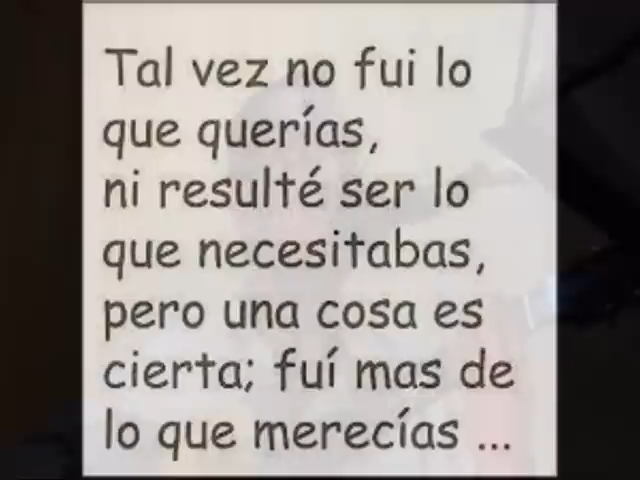 Tal vez no fui lo
que querías,
ni resulté ser lo
que necesitabas,
pero una cosa es
cierta; fuí mas de
lo que merecías ...